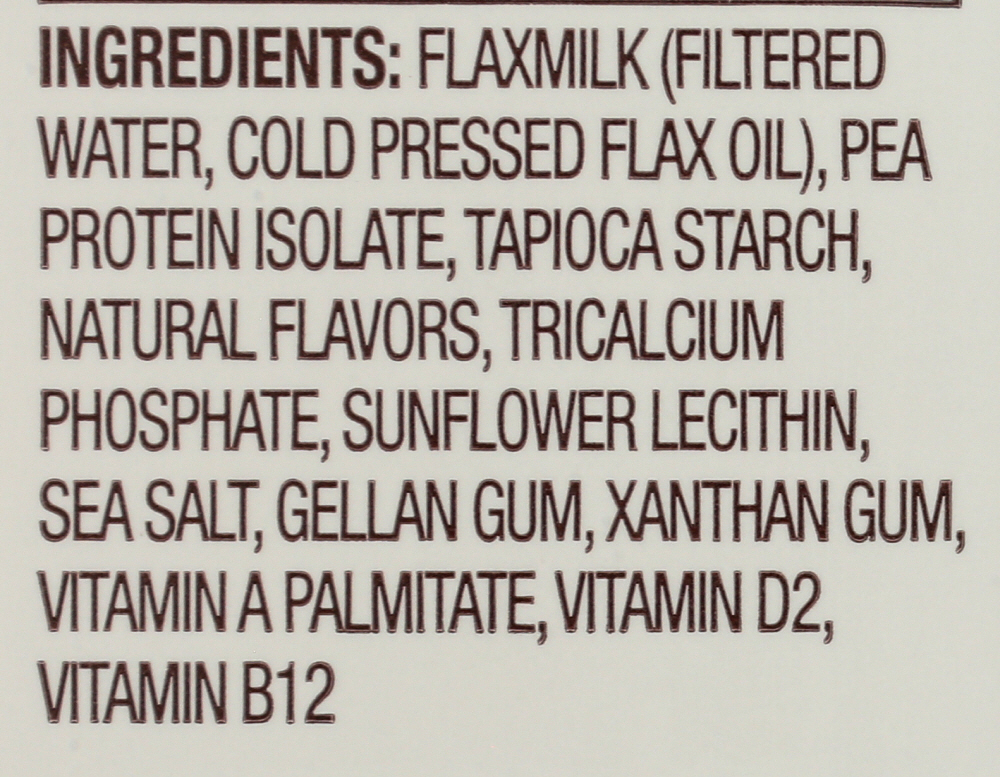 INGREDIENTS: FLAXMILK (FILTERED
WATER, COLD PRESSED FLAX OIL), PEA
PROTEIN ISOLATE, TAPIOCA STARCH,
NATURAL FLAVORS, TRICALCIUM
PHOSPHATE, SUNFLOWER LECITHIN,
SEA SALT, GELLAN GUM, XANTHAN GUM,
VITAMIN A PALMITATE, VITAMIN D2,
VITAMIN B12